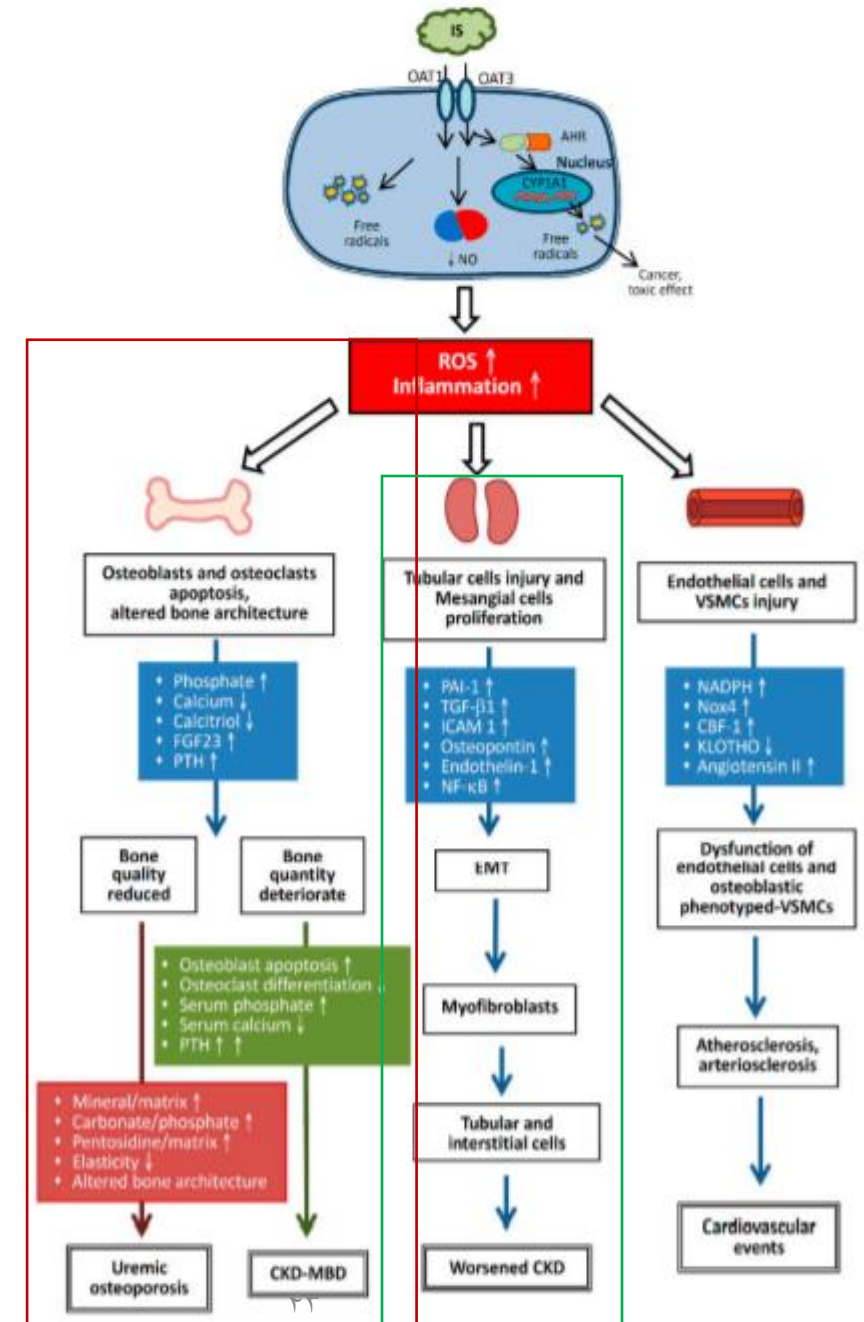 IS
OAT1
OAT3
AHR
Nucleus
CYP1A1
Free
radicals
↓ NO
Free
radicals
Cancer,
toxic effect
ROS ↑
Inflammation ↑
Osteoblasts and osteoclasts
apoptosis,
altered bone architecture
• Phosphate ↑
• Calcium ↓
• Calcitriol ↓
• FGF23 ↑
• PTH ↑
Bone
quality
reduced
Bone
quantity
deteriorate
• Osteoblast apoptosis ↑
• Osteoclast differentiation ↓
• Serum phosphate ↑
• Serum calcium ↓
• PTH ↑ ↑
• Mineral/matrix ↑
• Carbonate/phosphate ↑
• Pentosidine/matrix ↑
• Elasticity ↓
• Altered bone architecture
Uremic
osteoporosis
CKD-MBD
Tubular cells injury and
Mesangial cells
proliferation
• PAI-1 ↑
• TGF-β1 ↑
• ICAM 1 ↑
• Osteopontin ↑
• Endothelin-1 ↑
• NF-κB ↑
EMT
Myofibroblasts
Tubular and
interstitial cells
Worsened CKD
Endothelial cells and
VSMCs injury
• NADPH ↑
• Nox4 ↑
• CBF-1 ↑
• KLOTHO ↓
• Angiotensin II ↑
Dysfunction of
endothelial cells and
osteoblastic
phenotyped-VSMCs
Atherosclerosis,
arteriosclerosis
Cardiovascular
events